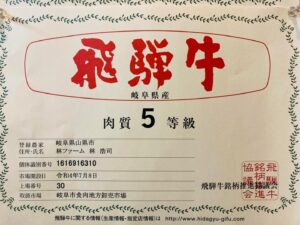 飛騨牛
岐阜県産
肉質 5 等級
登録農家
住所・氏名
岐阜県山県市
林ファーム 林 浩司
個体識別番号 1616916310
市場開設日 令和4年7月8日
上場番号 30
取扱市場 岐阜市食肉地方卸売市場
飛騨牛銘柄推進協議会
飛騨牛
銘柄推進
協議会
飛騨牛に関する情報(生産情報・指定店情報)は http://www.hidagyu-gifu.com/